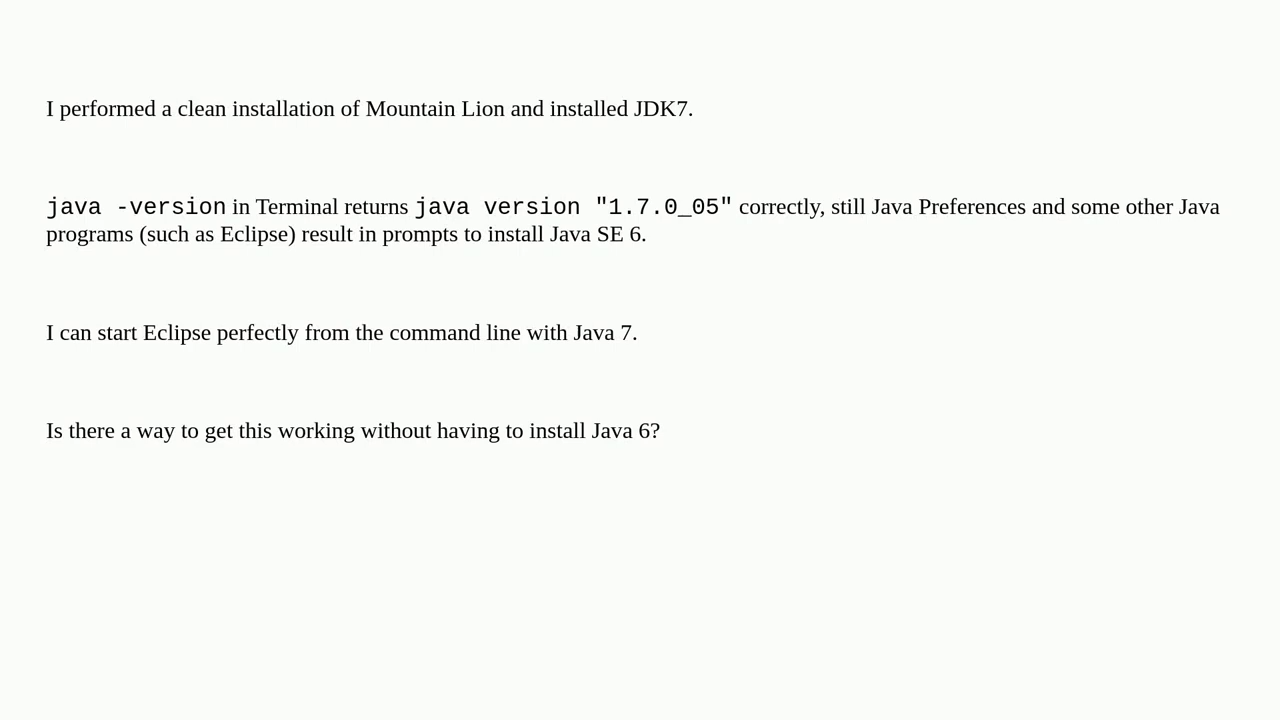 I performed a clean installation of Mountain Lion and installed JDK7.
java -version in Terminal returns java version "1.7.0_05" correctly, still Java Preferences and some other Java
programs (such as Eclipse) result in prompts to install Java SE 6.
I can start Eclipse perfectly from the command line with Java 7.
Is there a way to get this working without having to install Java 6?